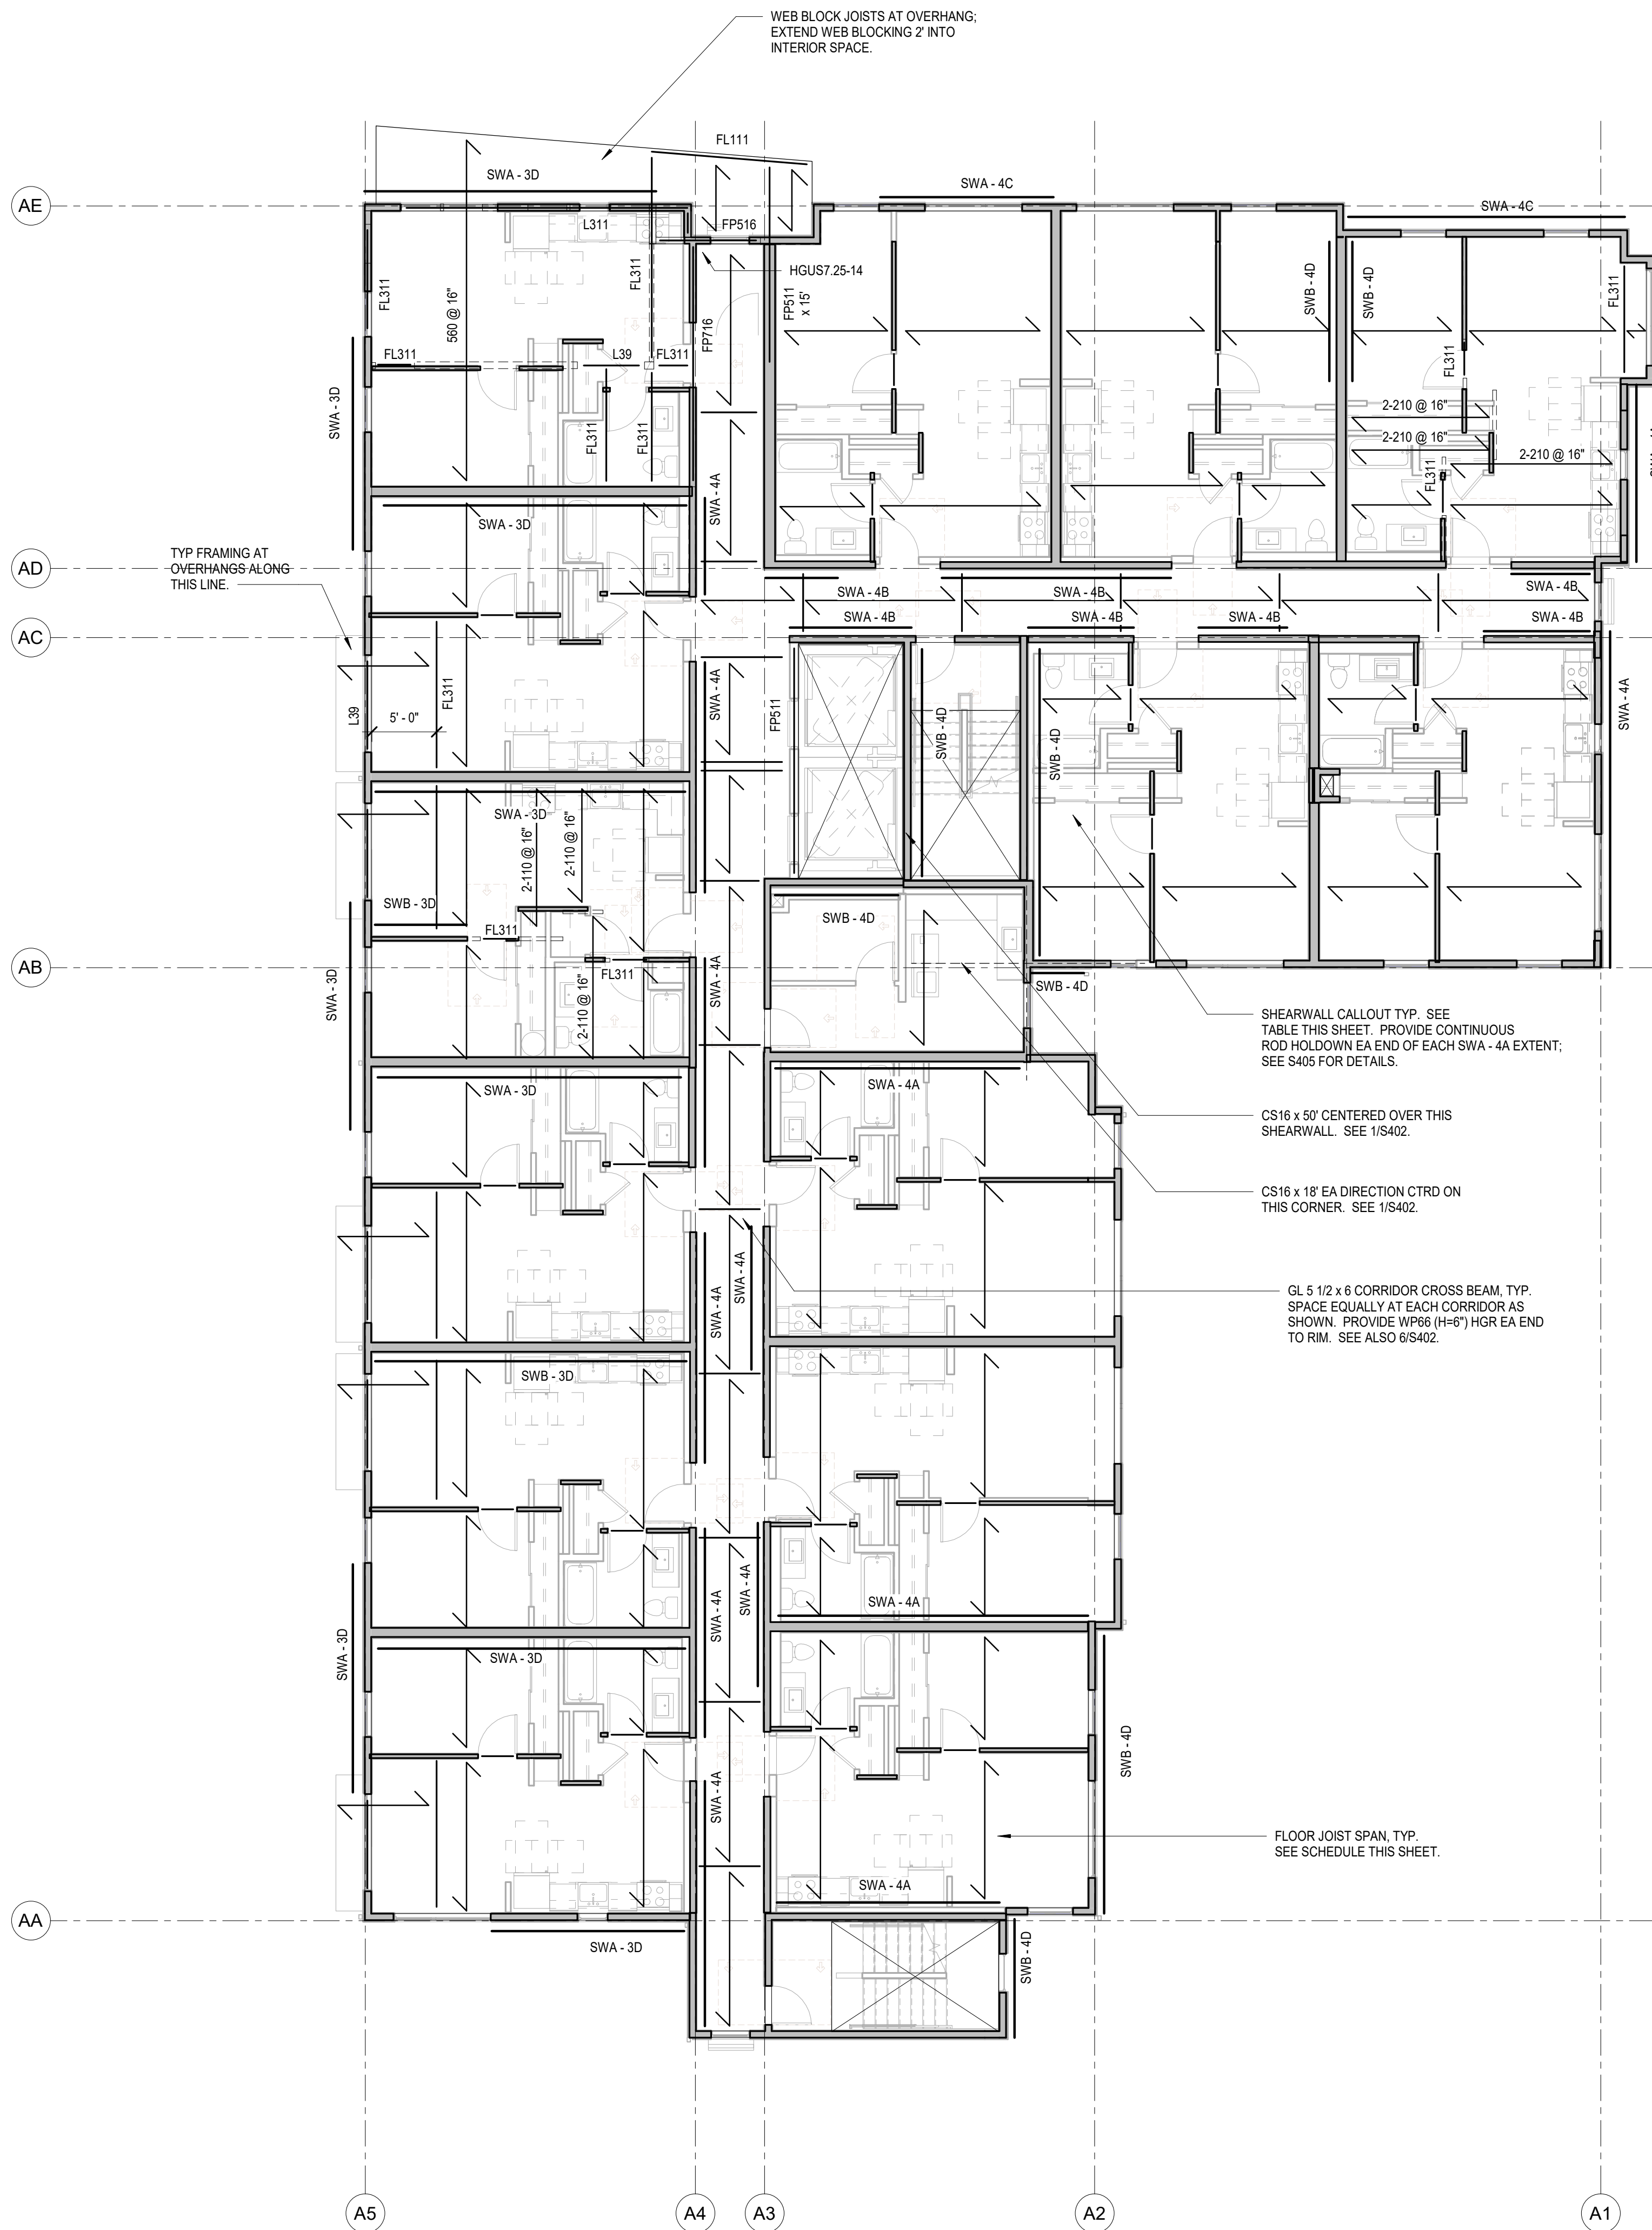 WEB BLOCK JOISTS AT OVERHANG;
EXTEND WEB BLOCKING 2' INTO
INTERIOR SPACE.
FL111
SWA - 3D
SWA - 4C
SWA - 4C
AE
L311
FP516
HGUS7.25-14
FL311
560 @ 16"
FL311
FP716
FP511
x 15'
SWB - 4D
SWB - 4D
FL311
FL311
L39
FL311
FL311
SWA - 3D
2-210 @ 16"
2-210 @ 16"
2-210 @ 16"
FL311
FL311
FL311
SWA - 4A
SWA - 3D
TYP FRAMING AT
OVERHANGS ALONG
THIS LINE.
AD
SWA - 4B
SWA - 4B
SWA - 4B
SWA - 4B
SWA - 4B
SWA - 4B
SWA - 4B
AC
L39
5' - 0"
FL311
SWA - 4A
FP511
SWB - 4D
SWB - 4D
SWA - 4A
SWA - 3D
2-110 @ 16"
2-110 @ 16"
SWB - 3D
FL311
SWB - 4D
AB
SWA - 3D
FL311
2-110 @ 16"
SWA - 4A
SWB - 4D
SHEARWALL CALLOUT TYP. SEE
TABLE THIS SHEET. PROVIDE CONTINUOUS
ROD HOLDOWN EA END OF EACH SWA - 4A EXTENT;
SEE S405 FOR DETAILS.
SWA - 3D
SWA - 4A
CS16 x 50' CENTERED OVER THIS
SHEARWALL. SEE 1/S402.
CS16 x 18' EA DIRECTION CTRD ON
THIS CORNER. SEE 1/S402.
SWA - 4A
SWA - 4A
GL 5 1/2 x 6 CORRIDOR CROSS BEAM, TYP.
SPACE EQUALLY AT EACH CORRIDOR AS
SHOWN. PROVIDE WP66 (H=6") HGR EA END
TO RIM. SEE ALSO 6/S402.
SWB - 3D
SWA - 4A
SWA - 4A
SWA - 4A
SWA - 3D
SWA - 3D
SWB - 4D
SWA - 4A
FLOOR JOIST SPAN, TYP.
SEE SCHEDULE THIS SHEET.
SWA - 4A
AA
SWA - 3D
SWB - 4D
A5
A4
A3
A2
A1